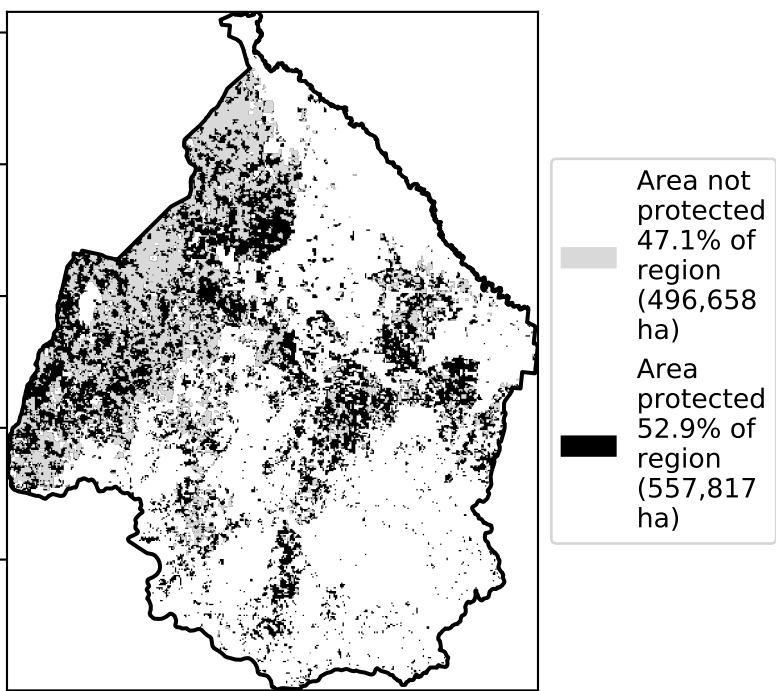 Area not
protected
47.1% of
region
(496,658
ha)
Area
protected
52.9% of
region
(557,817
ha)